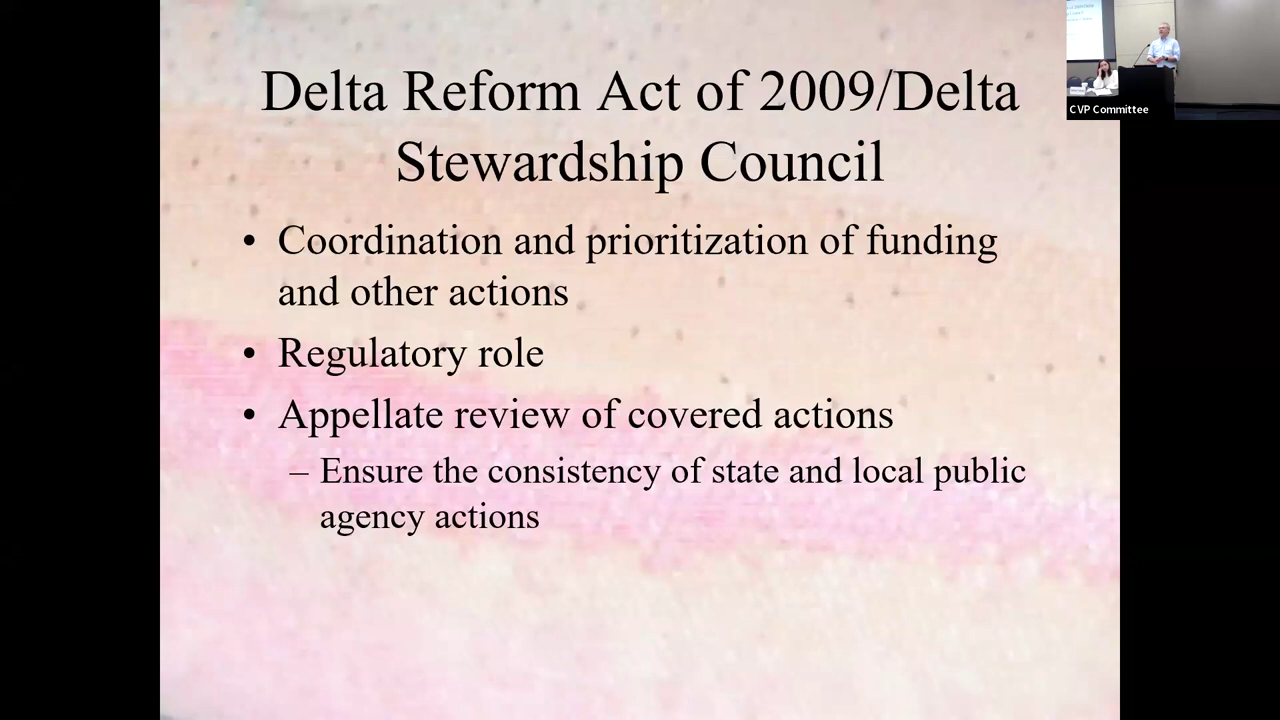 Delta Reform Act of 2009/Delta
Stewardship Council
• Coordination and prioritization of funding
and other actions
• Regulatory role
• Appellate review of covered actions
– Ensure the consistency of state and local public
agency actions
CVP Committee